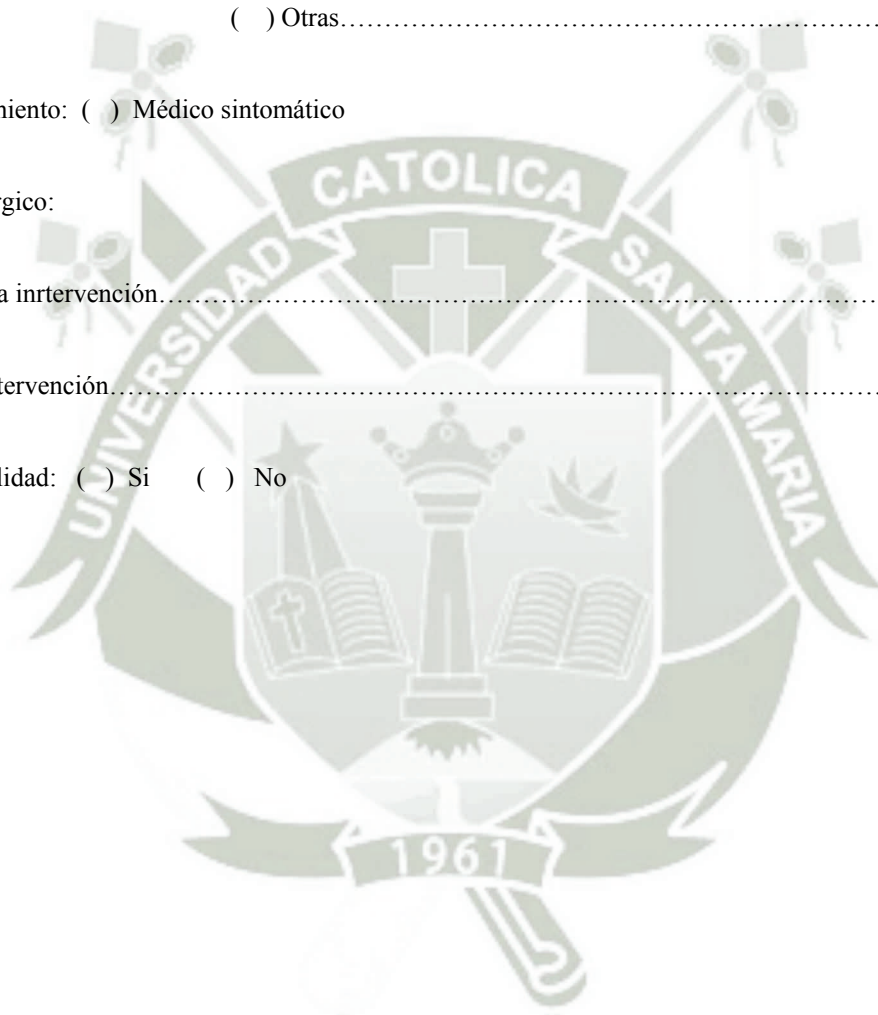 ( ) Otras……………………………………………………
miento: ( ) Médico sintomático
rgico:
a inrtervención……………………………………………………………………
tervención…………………………………………………………………………
lidad: ( ) Si ( ) No
UNIVERSIDAD CATOLICA SANTA MARIA
1961